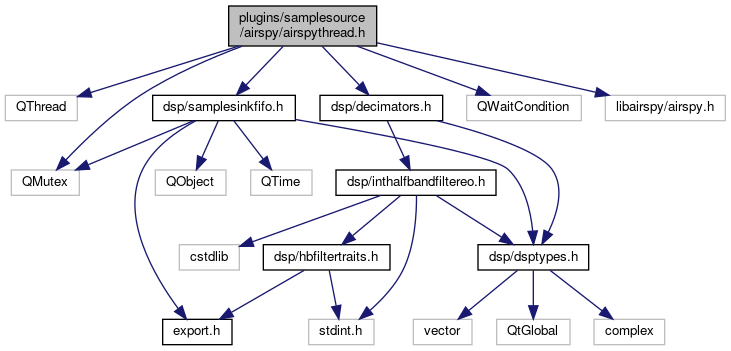 plugins/samplesource
/airspy/airspythread.h
QThread
dsp/samplesinkfifo.h
dsp/decimators.h
QWaitCondition
libairspy/airspy.h
QMutex
QObject
QTime
dsp/inthalfbandfiltereo.h
cstdlib
dsp/hbfiltertraits.h
dsp/dsptypes.h
export.h
stdint.h
vector
QtGlobal
complex